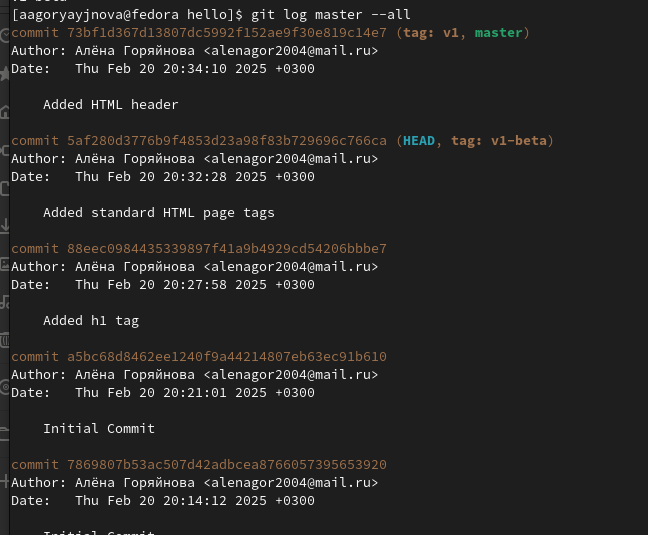 [aagoryayjnova@fedora hello]$ git log master --all
commit 73bf1d367d13807dc5992f152ae9f30e819c14e7 (tag: v1, master)
Author: Алёна Горяйнова <alenagor2004@mail.ru>
Date:   Thu Feb 20 20:34:10 2025 +0300

    Added HTML header

commit 5af280d3776b9f4853d23a98f83b729696c766ca (HEAD, tag: v1-beta)
Author: Алёна Горяйнова <alenagor2004@mail.ru>
Date:   Thu Feb 20 20:32:28 2025 +0300

    Added standard HTML page tags

commit 88eec0984435339897f41a9b4929cd54206bbbe7
Author: Алёна Горяйнова <alenagor2004@mail.ru>
Date:   Thu Feb 20 20:27:58 2025 +0300

    Added h1 tag

commit a5bc68d8462ee1240f9a44214807eb63ec91b610
Author: Алёна Горяйнова <alenagor2004@mail.ru>
Date:   Thu Feb 20 20:21:01 2025 +0300

    Initial Commit

commit 7869807b53ac507d42adbcea8766057395653920
Author: Алёна Горяйнова <alenagor2004@mail.ru>
Date:   Thu Feb 20 20:14:12 2025 +0300

    Initial Commit